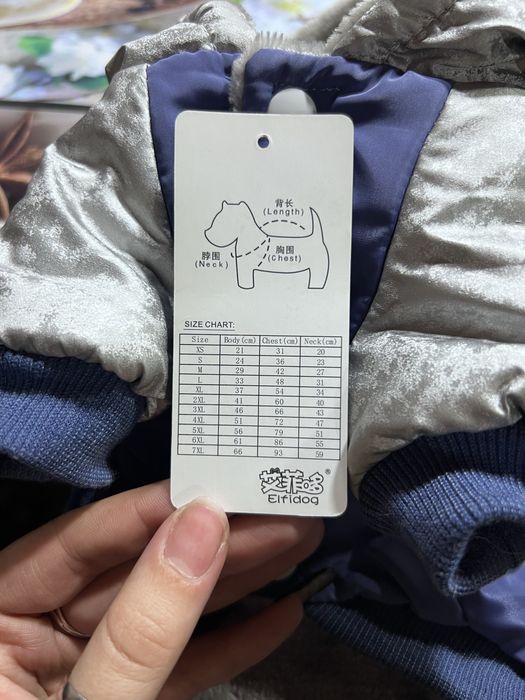 背长
(Length)
脖围
(Neck)
胸围
(Chest)
SIZE CHART:
Size Body(cm) Chest(cm) Neck(cm)
XS 21 31 20
S 24 36 23
M 29 42 27
L 33 48 31
XL 37 54 34
2XL 41 60 40
3XL 46 66 43
4XL 51 72 47
5XL 56 79 51
6XL 61 86 55
7XL 66 93 59
艾菲哆®
Elfidog